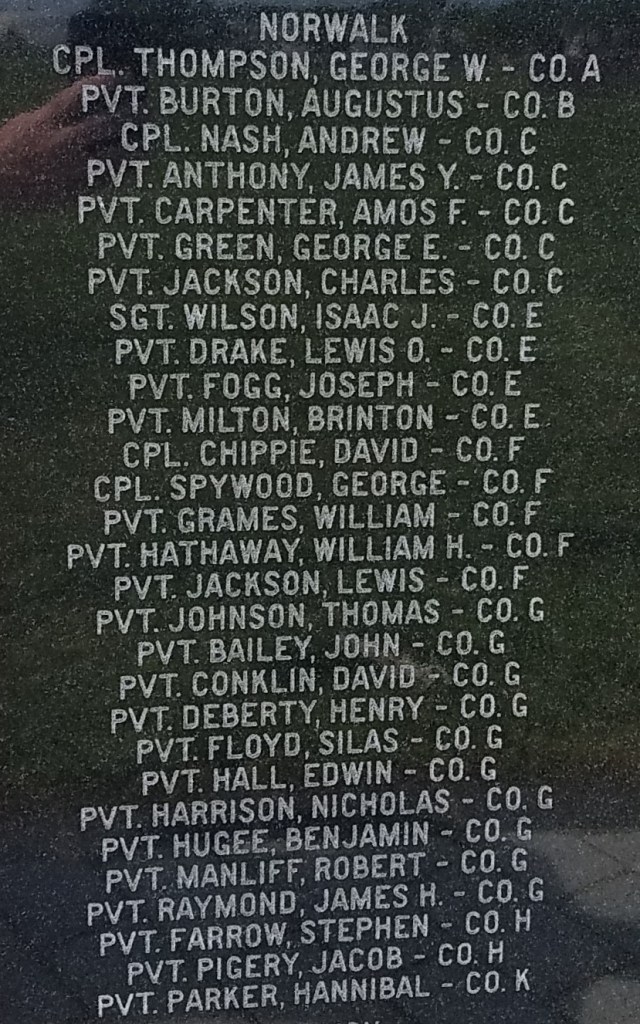 NORWALK
CPL. THOMPSON, GEORGE W. - CO. A
PVT. BURTON, AUGUSTUS - CO. B
CPL. NASH, ANDREW - CO. C
PVT. ANTHONY, JAMES Y. - CO. C
PVT. CARPENTER, AMOS F. - CO. C
PVT. GREEN, GEORGE E. - CO. C
PVT. JACKSON, CHARLES - CO. C
SGT. WILSON, ISAAC J. - CO. E
PVT. DRAKE, LEWIS O. - CO. E
PVT. FOGG, JOSEPH - CO. E
PVT. MILTON, BRINTON - CO. E
CPL. CHIPPIE, DAVID - CO. F
CPL. SPYWOOD, GEORGE - CO. F
PVT. GRAMES, WILLIAM - CO. F
PVT. HATHAWAY, WILLIAM H. - CO. F
PVT. JACKSON, LEWIS - CO. F
PVT. JOHNSON, THOMAS - CO. G
PVT. BAILEY, JOHN - CO. G
PVT. CONKLIN, DAVID - CO. G
PVT. DEBERTY, HENRY - CO. G
PVT. FLOYD, SILAS - CO. G
PVT. HALL, EDWIN - CO. G
PVT. HARRISON, NICHOLAS - CO. G
PVT. HUGEE, BENJAMIN - CO. G
PVT. MANLIFF, ROBERT - CO. G
PVT. RAYMOND, JAMES H. - CO. G
PVT. FARROW, STEPHEN - CO. H
PVT. PIGERY, JACOB - CO. H
PVT. PARKER, HANNIBAL - CO. K